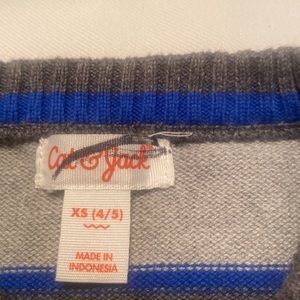 Cat & Jack
XS (4/5)
MADE IN
INDONESIA